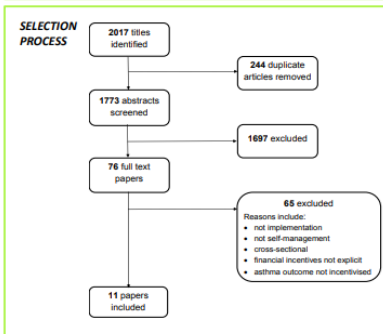 SELECTION
PROCESS
2017 titles
identified
244 duplicate
articles removed
1773 abstracts
screened
1697 excluded
76 full text
papers
65 excluded
Reasons include:
• not implementation
• not self-management
• cross-sectional
• financial incentives not explicit
• asthma outcome not incentivised
11 papers
included